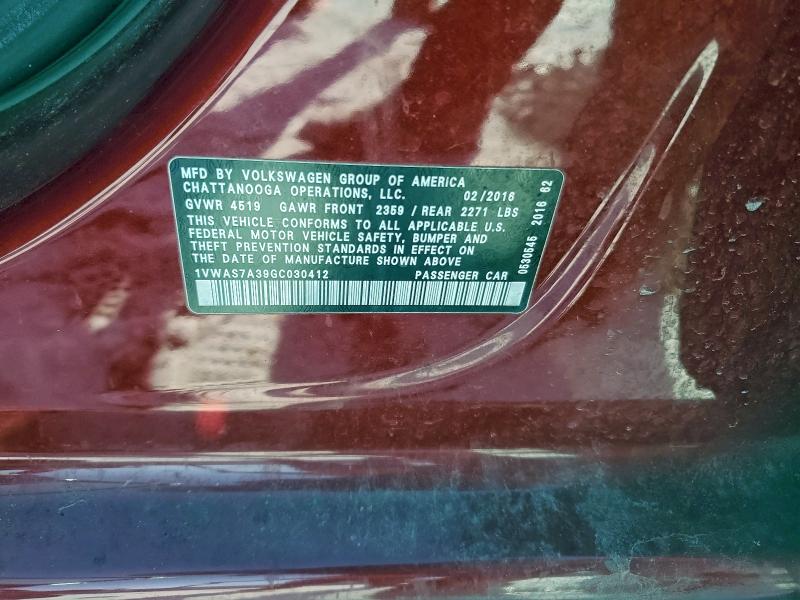 MFD BY VOLKSWAGEN GROUP OF AMERICA
CHATTANOOGA OPERATIONS, LLC. 02/2016
GVWR 4519 GAWR FRONT 2359 / REAR 2271 LBS
THIS VEHICLE CONFORMS TO ALL APPLICABLE U.S.
FEDERAL MOTOR VEHICLE SAFETY, BUMPER AND
THEFT PREVENTION STANDARDS IN EFFECT ON
THE DATE OF MANUFACTURE SHOWN ABOVE
1VWAS7A39GC030412 PASSENGER CAR
0530546 2016 82